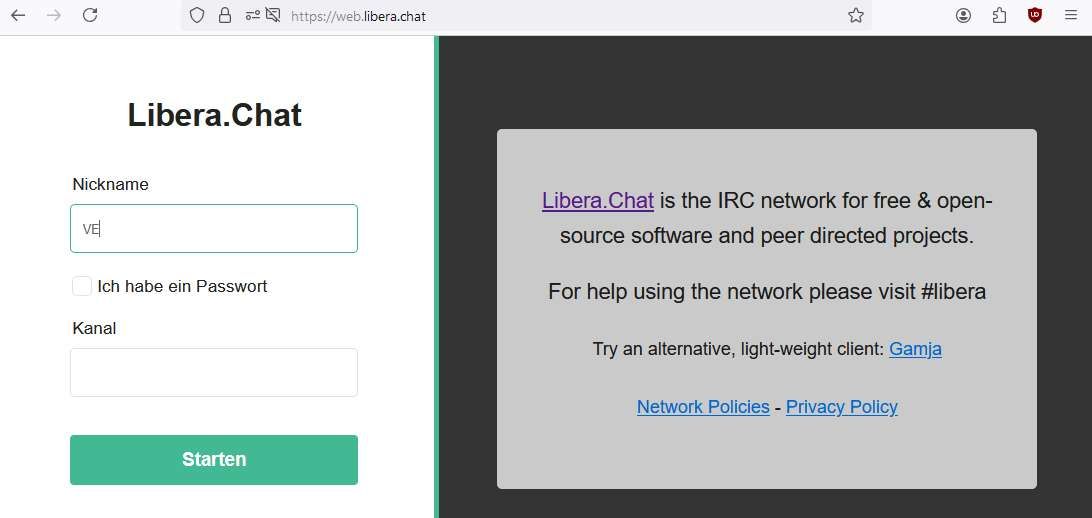 https://web.libera.chat
Libera.Chat
Nickname
VE
Ich habe ein Passwort
Kanal
Starten
Libera.Chat is the IRC network for free & open-
source software and peer directed projects.
For help using the network please visit #libera
Try an alternative, light-weight client: Gamja
Network Policies - Privacy Policy